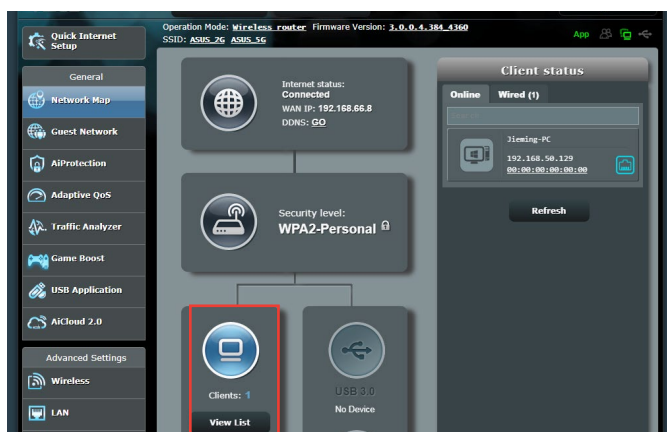 Quick Internet
Setup
Operation Mode: Wireless router Firmware Version: 3.0.0.4.384_4360
SSID: ASUS_2G ASUS_5G
App
General
Network Map
Guest Network
AiProtection
Adaptive QoS
Traffic Analyzer
Game Boost
USB Application
AiCloud 2.0
Advanced Settings
Wireless
LAN
Internet status:
Connected
WAN IP: 192.168.66.8
DDNS: GO
Security level:
WPA2-Personal
Clients: 1
View List
USB 3.0
No Device
Client status
Online Wired (1)
Jieming-PC
192.168.50.129
00:00:00:00:00:00
Refresh